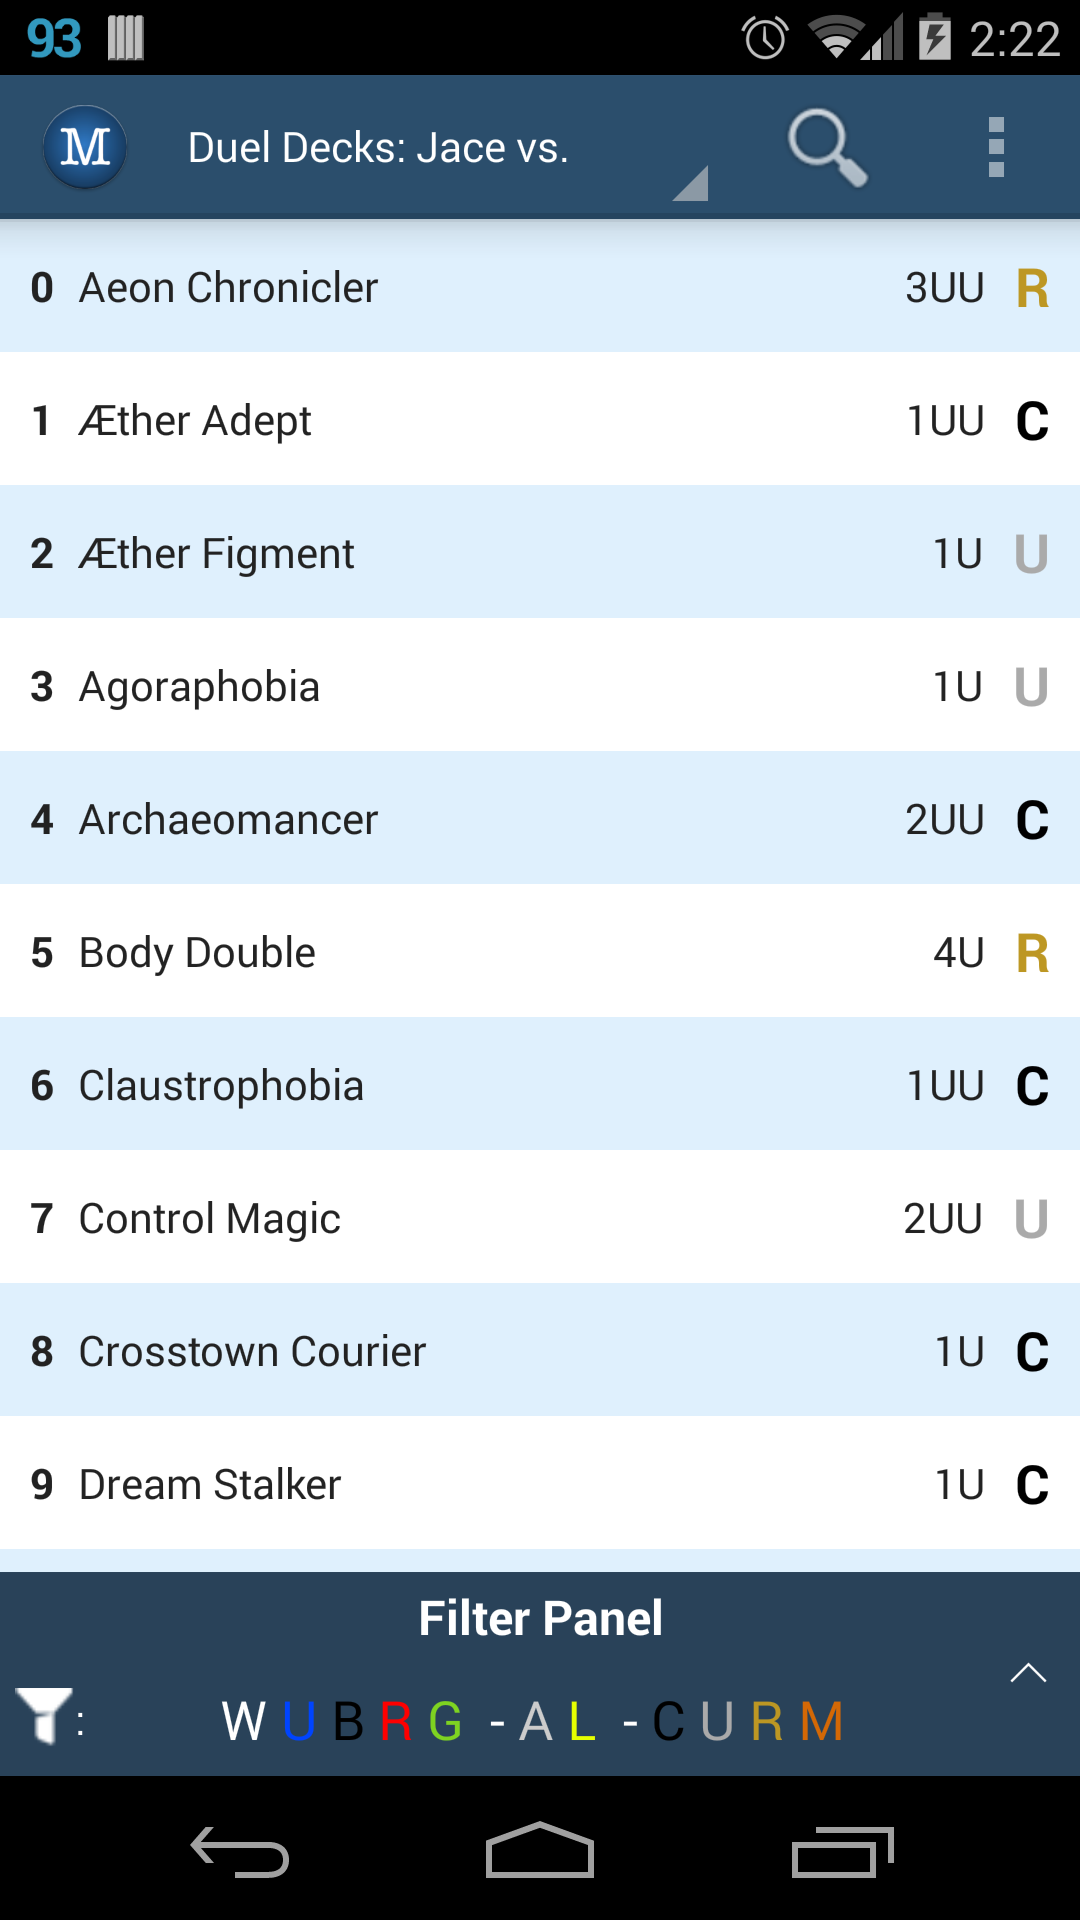 93 2:22
M Duel Decks: Jace vs.
0 Aeon Chronicler 3UU R
1 Æther Adept 1UU C
2 Æther Figment 1U U
3 Agoraphobia 1U U
4 Archaeomancer 2UU C
5 Body Double 4U R
6 Claustrophobia 1UU C
7 Control Magic 2UU U
8 Crosstown Courier 1U C
9 Dream Stalker 1U C
Filter Panel
: W U B R G - A L - C U R M